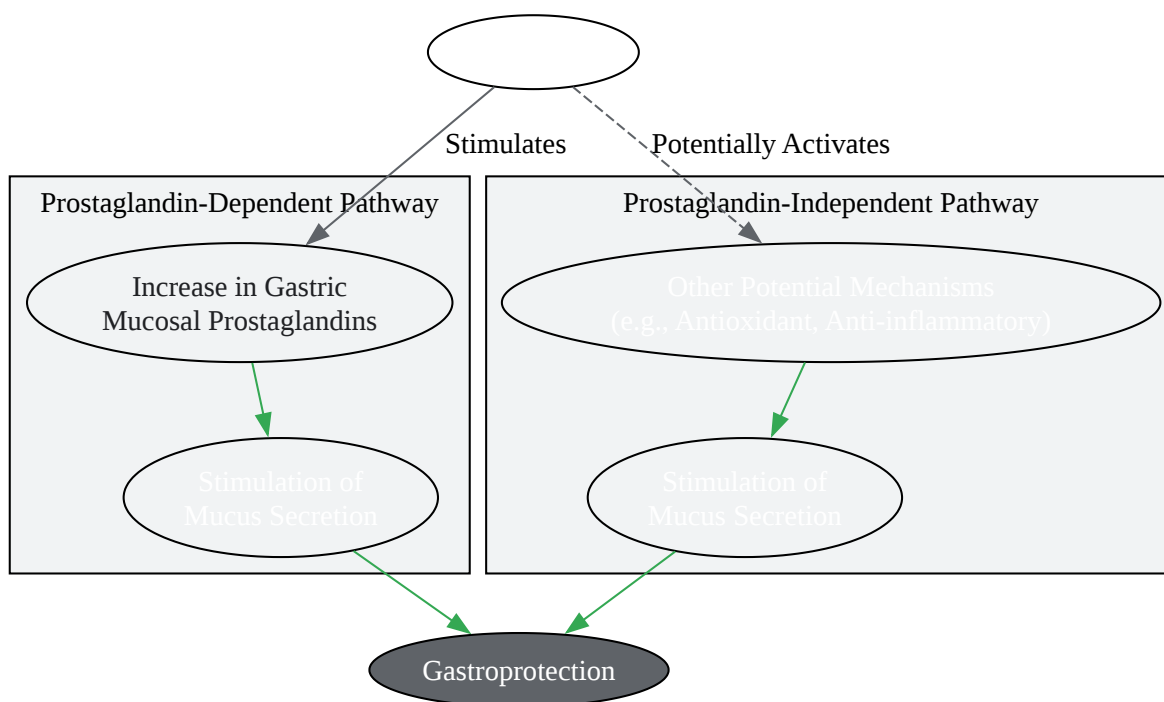 Stimulates
Potentially Activates
Prostaglandin-Dependent Pathway
Prostaglandin-Independent Pathway
Increase in Gastric
Mucosal Prostaglandins
Other Potential Mechanisms
(e.g., Antioxidant, Anti-inflammatory)
Stimulation of
Mucus Secretion
Stimulation of
Mucus Secretion
Gastroprotection